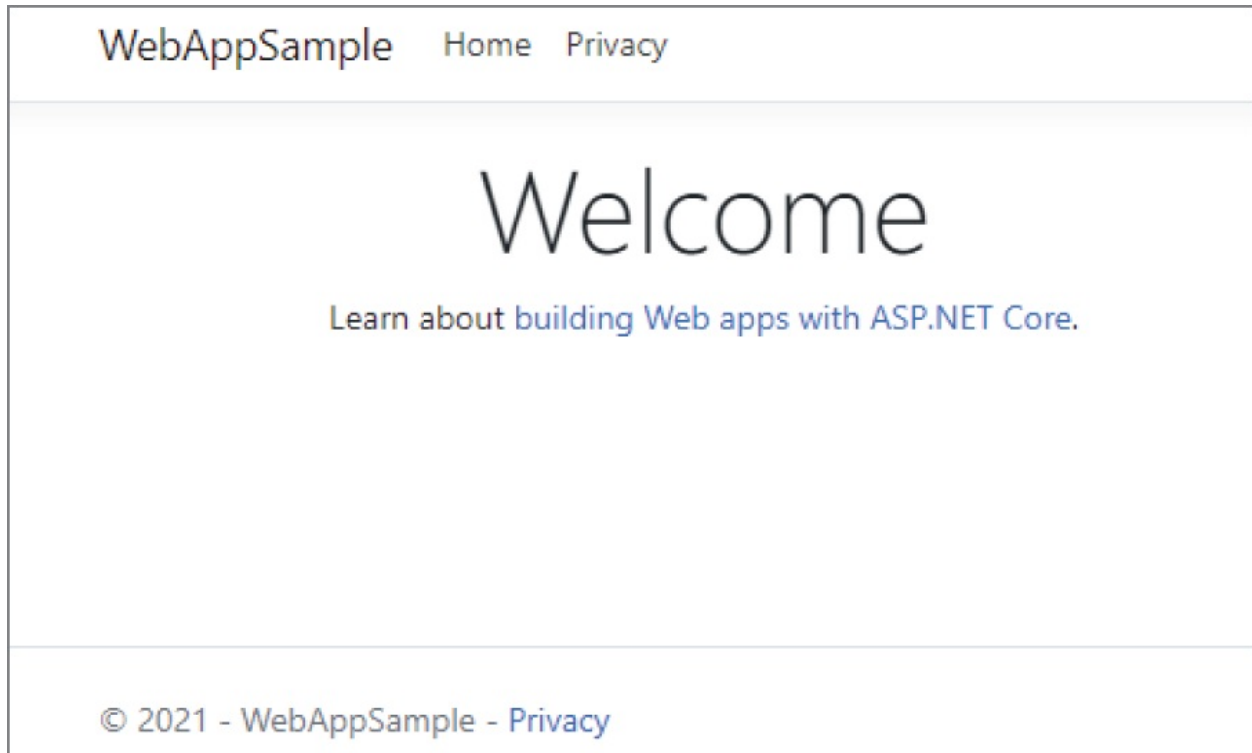 WebAppSample Home Privacy
Welcome
Learn about building Web apps with ASP.NET Core.
© 2021 - WebAppSample - Privacy